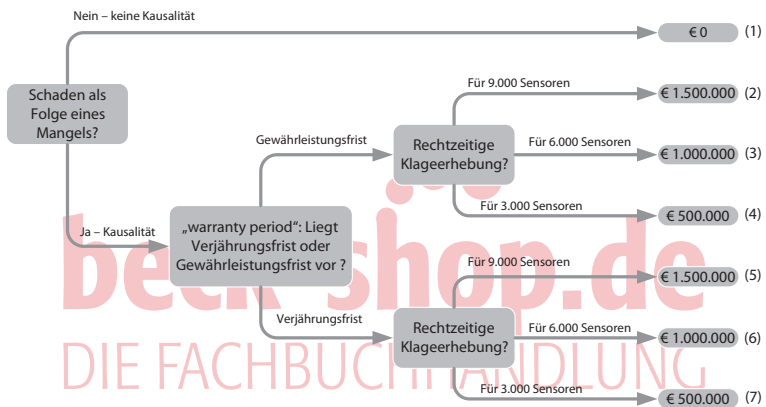 Nein – keine Kausalität
€ 0 (1)
Schaden als
Folge eines
Mangels?
Für 9.000 Sensoren
€ 1.500.000 (2)
Gewährleistungsfrist
Rechtzeitige
Klageerhebung?
Für 6.000 Sensoren
€ 1.000.000 (3)
Für 3.000 Sensoren
€ 500.000 (4)
Ja – Kausalität
„warranty period“: Liegt
Verjährungsfrist oder
Gewährleistungsfrist vor ?
Für 9.000 Sensoren
€ 1.500.000 (5)
Verjährungsfrist
Rechtzeitige
Klageerhebung?
Für 6.000 Sensoren
€ 1.000.000 (6)
Für 3.000 Sensoren
€ 500.000 (7)
beck-shop.de
DIE FACHBUCHHANDLUNG